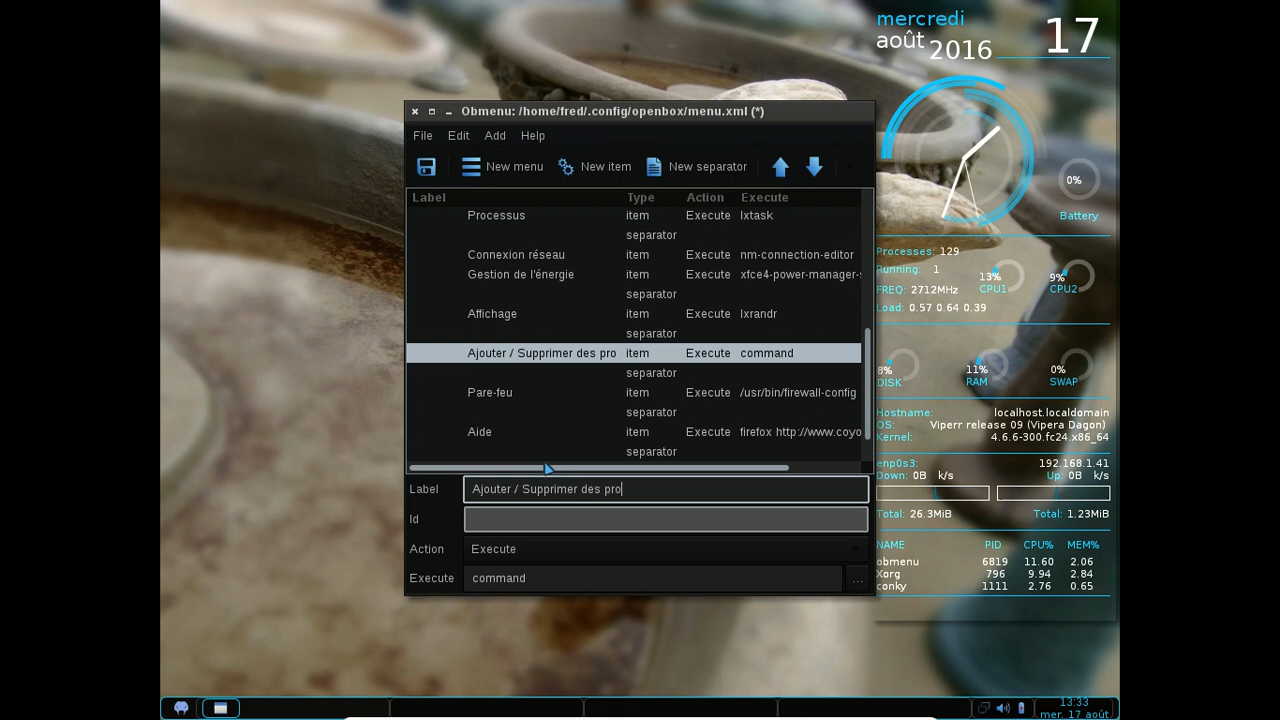 mercredi
août 2016 17
Obmenu: /home/fred/.config/openbox/menu.xml (*)
File Edit Add Help
New menu New item New separator
Label Type Action Execute
Processus item Execute lxtask
separator
Connexion réseau item Execute nm-connection-editor
Gestion de l'énergie item Execute xfce4-power-manager-s
separator
Affichage item Execute lxrandr
separator
Ajouter / Supprimer des pro item Execute command
separator
Pare-feu item Execute /usr/bin/firewall-config
separator
Aide item Execute firefox http://www.coyo
separator
Label Ajouter / Supprimer des pro
Id
Action Execute
Execute command ...
0%
Battery
Processes: 129
Running: 1
FREQ: 2712MHz
Load: 0.57 0.64 0.39
13% CPU1
9% CPU2
8% DISK
11% RAM
0% SWAP
Hostname: localhost.localdomain
OS: Viperr release 09 (Vipera Dagon)
Kernel: 4.6.6-300.fc24.x86_64
enp0s3: 192.168.1.41
Down: 0B k/s Up: 0B k/s
Total: 26.3MiB Total: 1.23MiB
NAME PID CPU% MEM%
obmenu 6819 11.60 2.06
Xorg 796 9.94 2.84
conky 1111 2.76 0.65
13:33
mer. 17 août